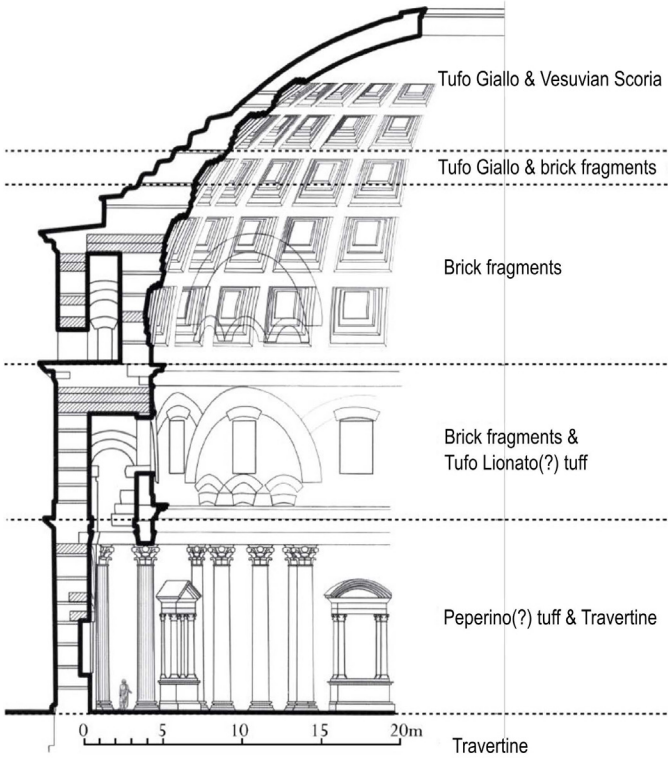 Tufo Giallo & Vesuvian Scoria
Tufo Giallo & brick fragments
Brick fragments
Brick fragments &
Tufo Lionato(?) tuff
Peperino(?) tuff & Travertine
0 5 10 15 20m
Travertine